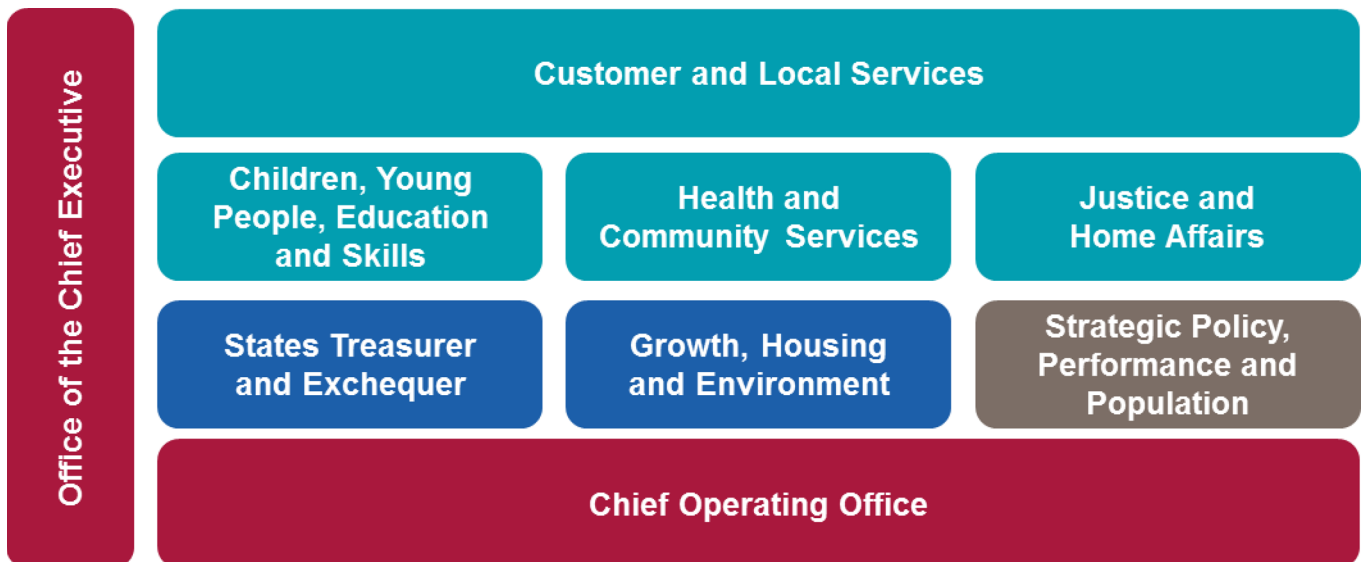 Office of the Chief Executive
Customer and Local Services
Children, Young
People, Education
and Skills
Health and
Community Services
Justice and
Home Affairs
States Treasurer
and Exchequer
Growth, Housing
and Environment
Strategic Policy,
Performance and
Population
Chief Operating Office